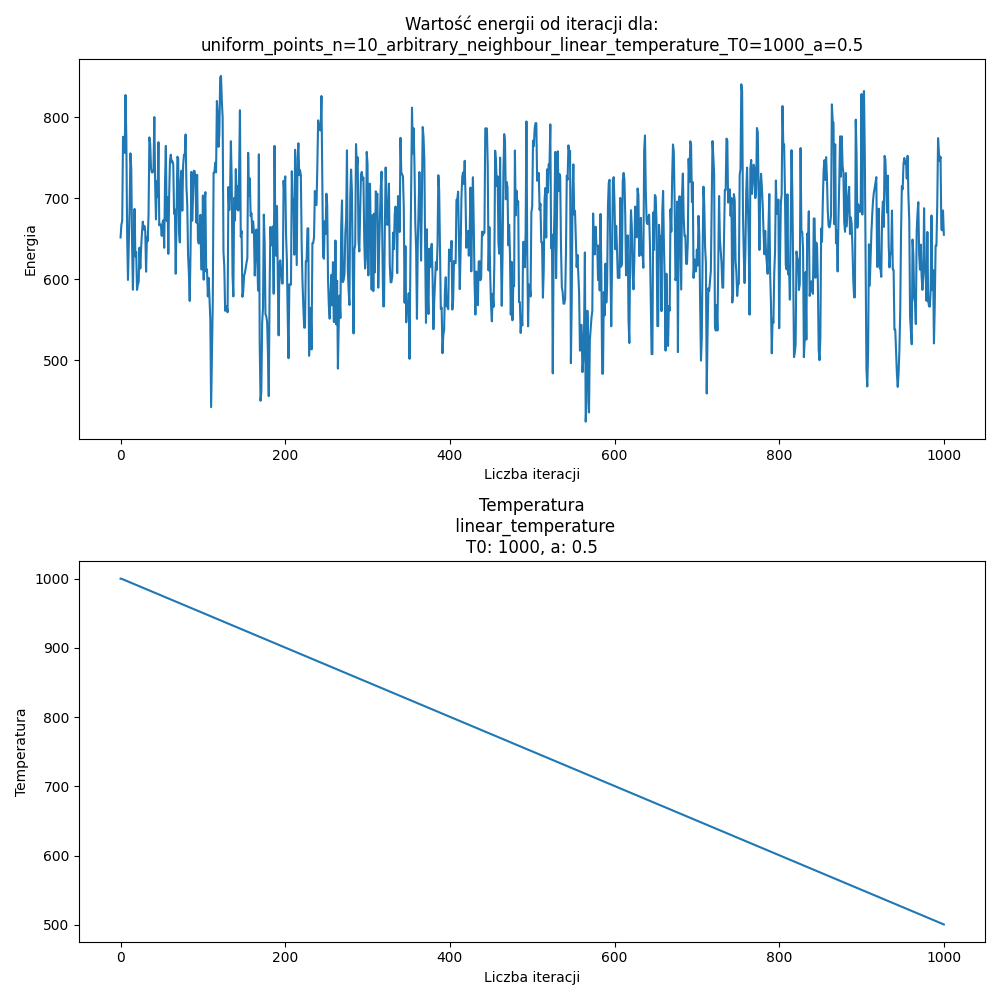 Wartość energii od iteracji dla:
uniform_points_n=10_arbitrary_neighbour_linear_temperature_T0=1000_a=0.5
800
700
600
500
Energia
0 200 400 600 800 1000
Liczba iteracji
Temperatura
linear_temperature
T0: 1000, a: 0.5
1000
900
800
700
600
500
Temperatura
0 200 400 600 800 1000
Liczba iteracji